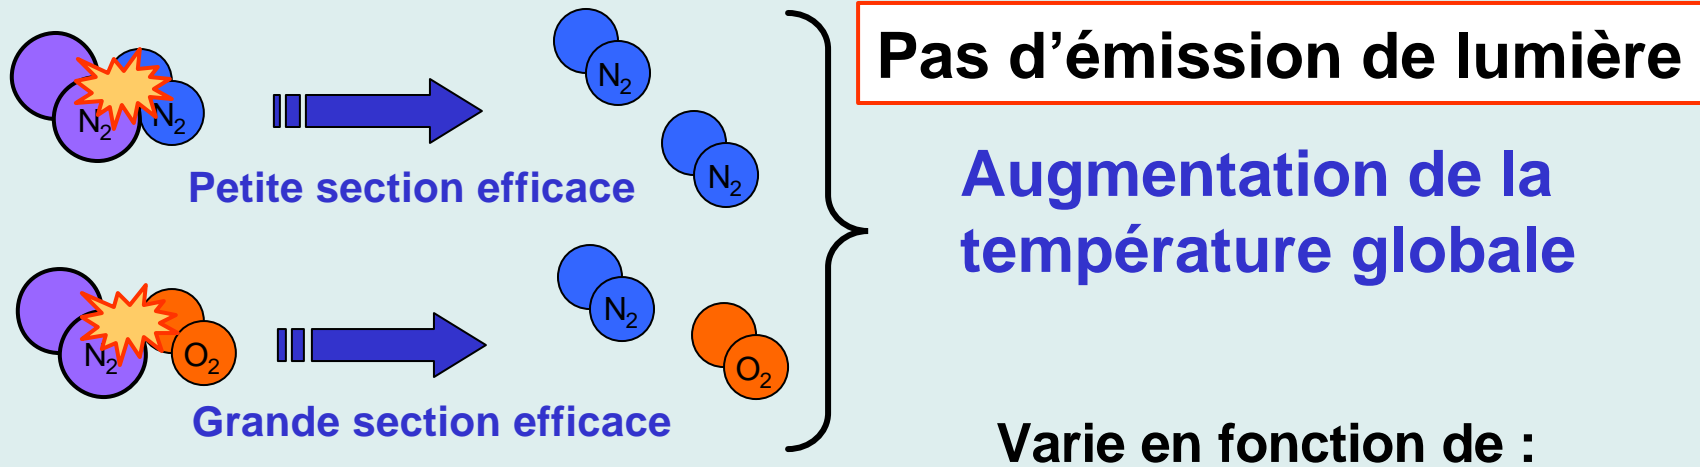 N2
N2
N2
N2
Petite section efficace
N2
O2
N2
O2
Grande section efficace
Pas d’émission de lumière
Augmentation de la
température globale
Varie en fonction de :